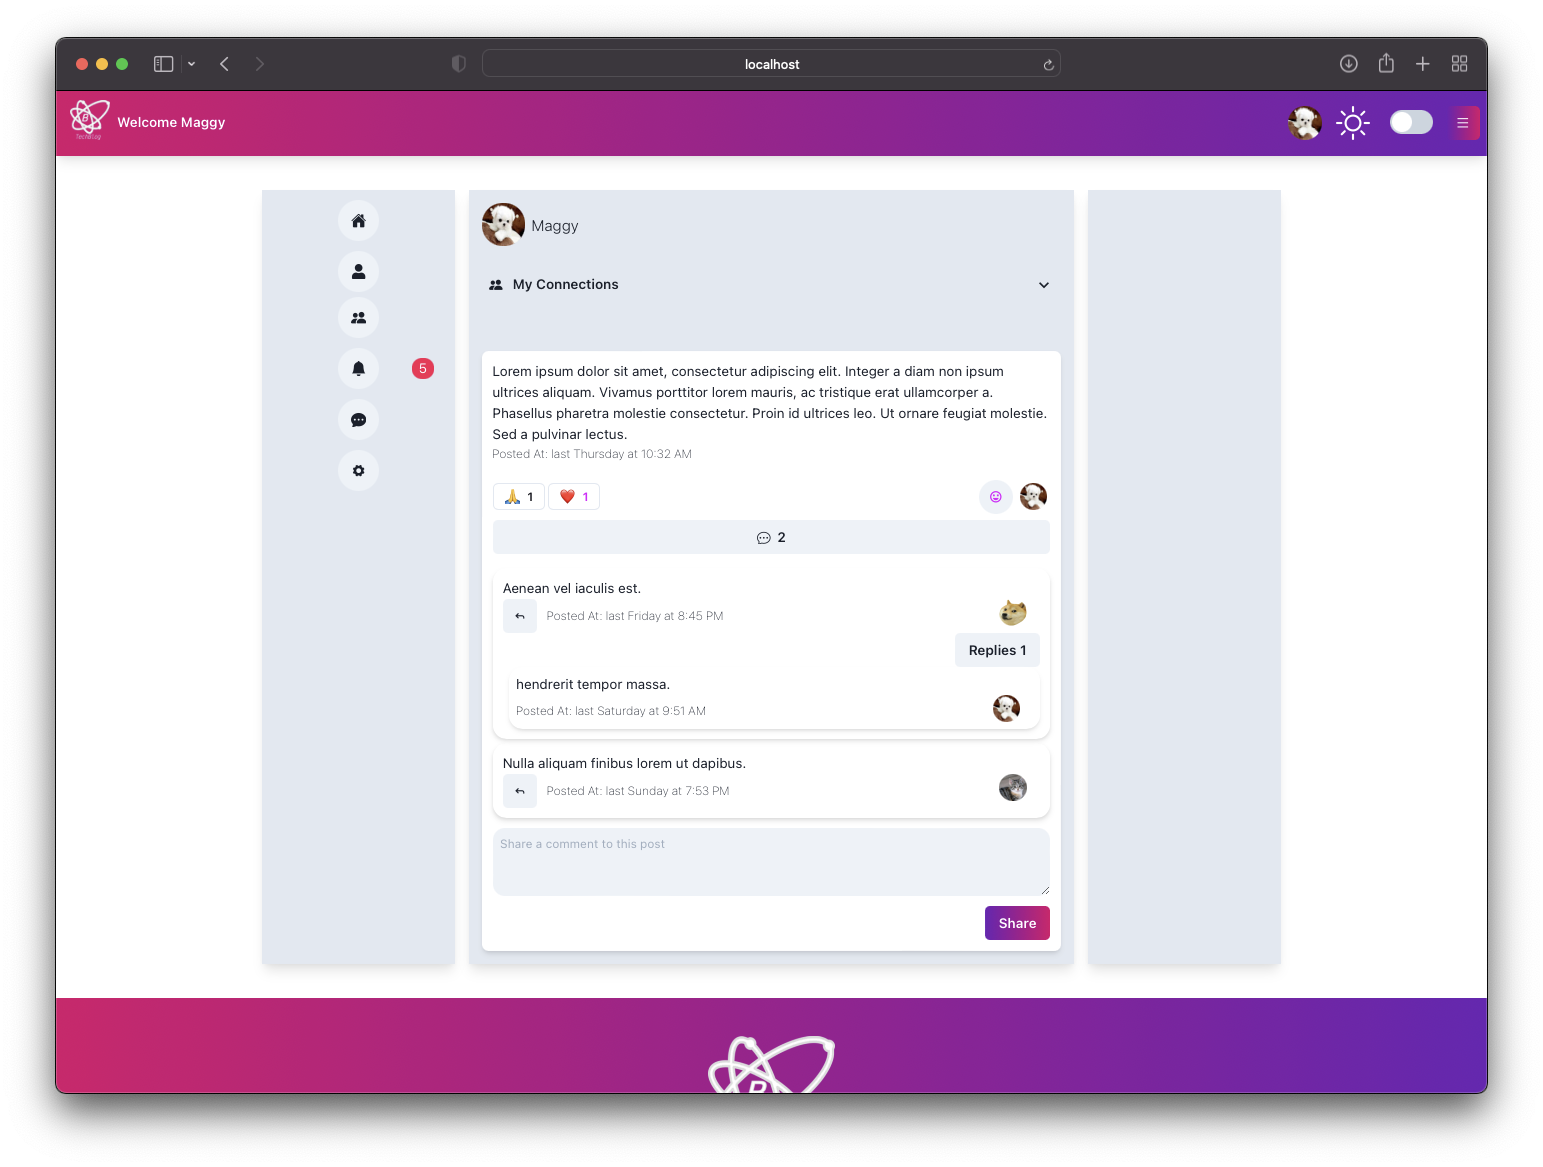 localhost
Welcome Maggy
Maggy
My Connections
5
Lorem ipsum dolor sit amet, consectetur adipiscing elit. Integer a diam non ipsum
ultrices aliquam. Vivamus porttitor lorem mauris, ac tristique erat ullamcorper a.
Phasellus pharetra molestie consectetur. Proin id ultrices leo. Ut ornare feugiat molestie.
Sed a pulvinar lectus.
Posted At: last Thursday at 10:32 AM
🙏 1 ❤️ 1
2
Aenean vel iaculis est.
Posted At: last Friday at 8:45 PM
Replies 1
hendrerit tempor massa.
Posted At: last Saturday at 9:51 AM
Nulla aliquam finibus lorem ut dapibus.
Posted At: last Sunday at 7:53 PM
Share a comment to this post
Share